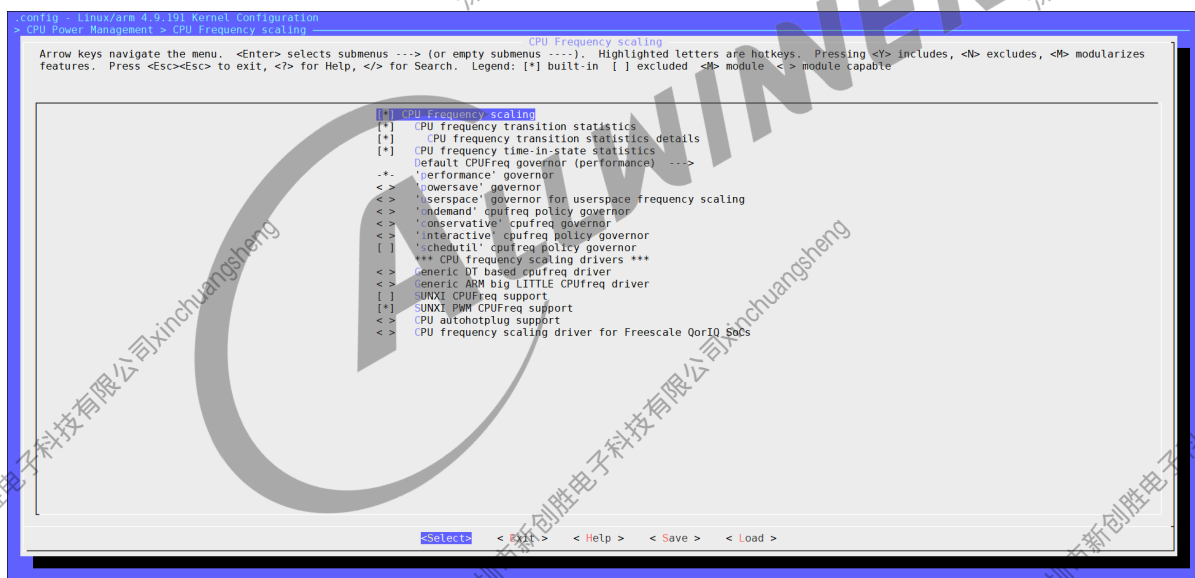 .config - Linux/arm 4.9.191 Kernel Configuration
> CPU Power Management > CPU Frequency scaling
CPU Frequency scaling
Arrow keys navigate the menu. <Enter> selects submenus ---> (or empty submenus ----). Highlighted letters are hotkeys. Pressing <Y> includes, <N> excludes, <M> modularizes
features. Press <Esc><Esc> to exit, <?> for Help, </> for Search. Legend: [*] built-in [ ] excluded <M> module < > module capable
[*] CPU Frequency scaling
[*] CPU frequency transition statistics
[*] CPU frequency transition statistics details
[*] CPU frequency time-in-state statistics
Default CPUFreq governor (performance) --->
-*- 'performance' governor
< > 'powersave' governor
< > 'userspace' governor for userspace frequency scaling
< > 'ondemand' cpufreq policy governor
< > 'conservative' cpufreq governor
< > 'interactive' cpufreq policy governor
[ ] 'schedutil' cpufreq policy governor
*** CPU frequency scaling drivers ***
< > Generic DT based cpufreq driver
< > Generic ARM big LITTLE CPUfreq driver
[ ] SUNXI CPUFreq support
[*] SUNXI PWM CPUFreq support
< > CPU autohotplug support
< > CPU frequency scaling driver for Freescale QorIQ SoCs
<Select> < Exit > < Help > < Save > < Load >
ALLWINNER
新创胜电子科技有限公司xinchuangsheng